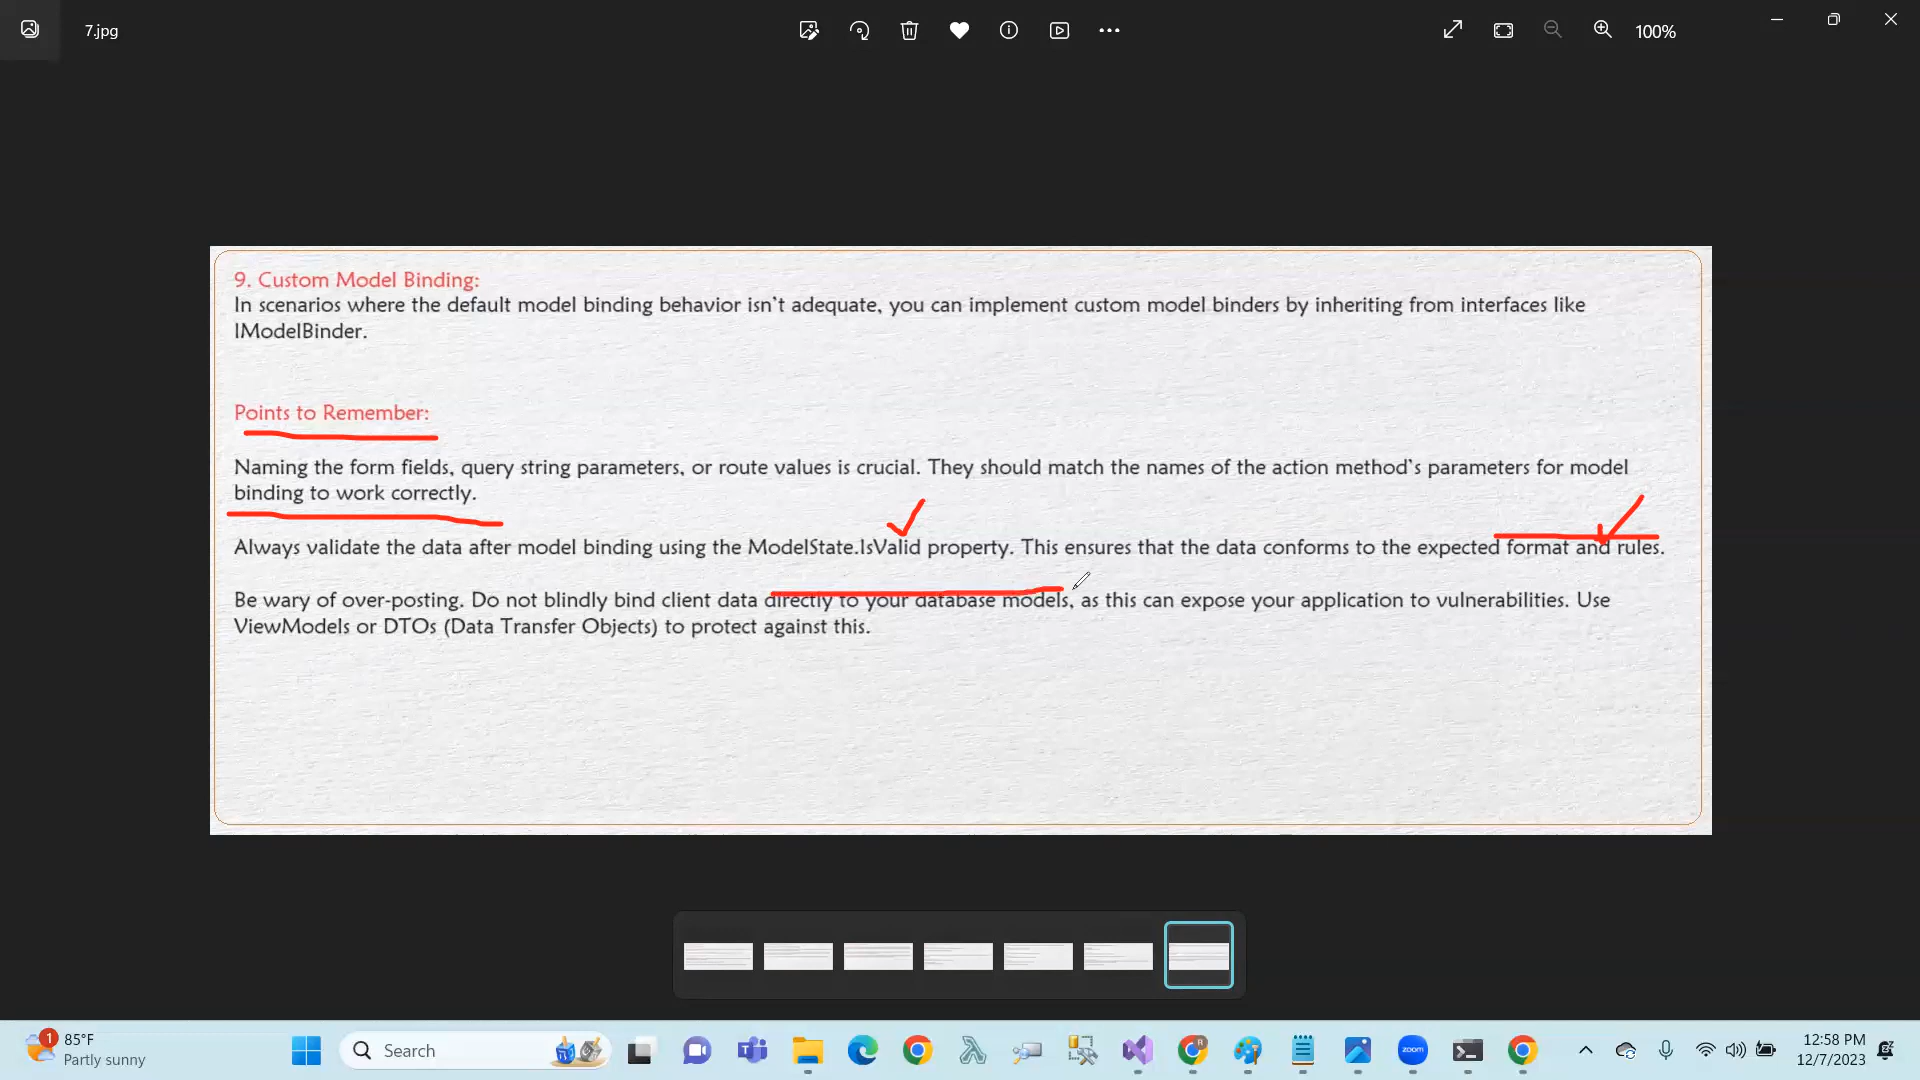 7.jpg
100%
9. Custom Model Binding:
In scenarios where the default model binding behavior isn't adequate, you can implement custom model binders by inheriting from interfaces like
IModelBinder.
Points to Remember:
Naming the form fields, query string parameters, or route values is crucial. They should match the names of the action method's parameters for model
binding to work correctly.
Always validate the data after model binding using the ModelState.IsValid property. This ensures that the data conforms to the expected format and rules.
Be wary of over-posting. Do not blindly bind client data directly to your database models, as this can expose your application to vulnerabilities. Use
ViewModels or DTOs (Data Transfer Objects) to protect against this.
1
85°F
Partly sunny
Search
R
zoom
12:58 PM
12/7/2023